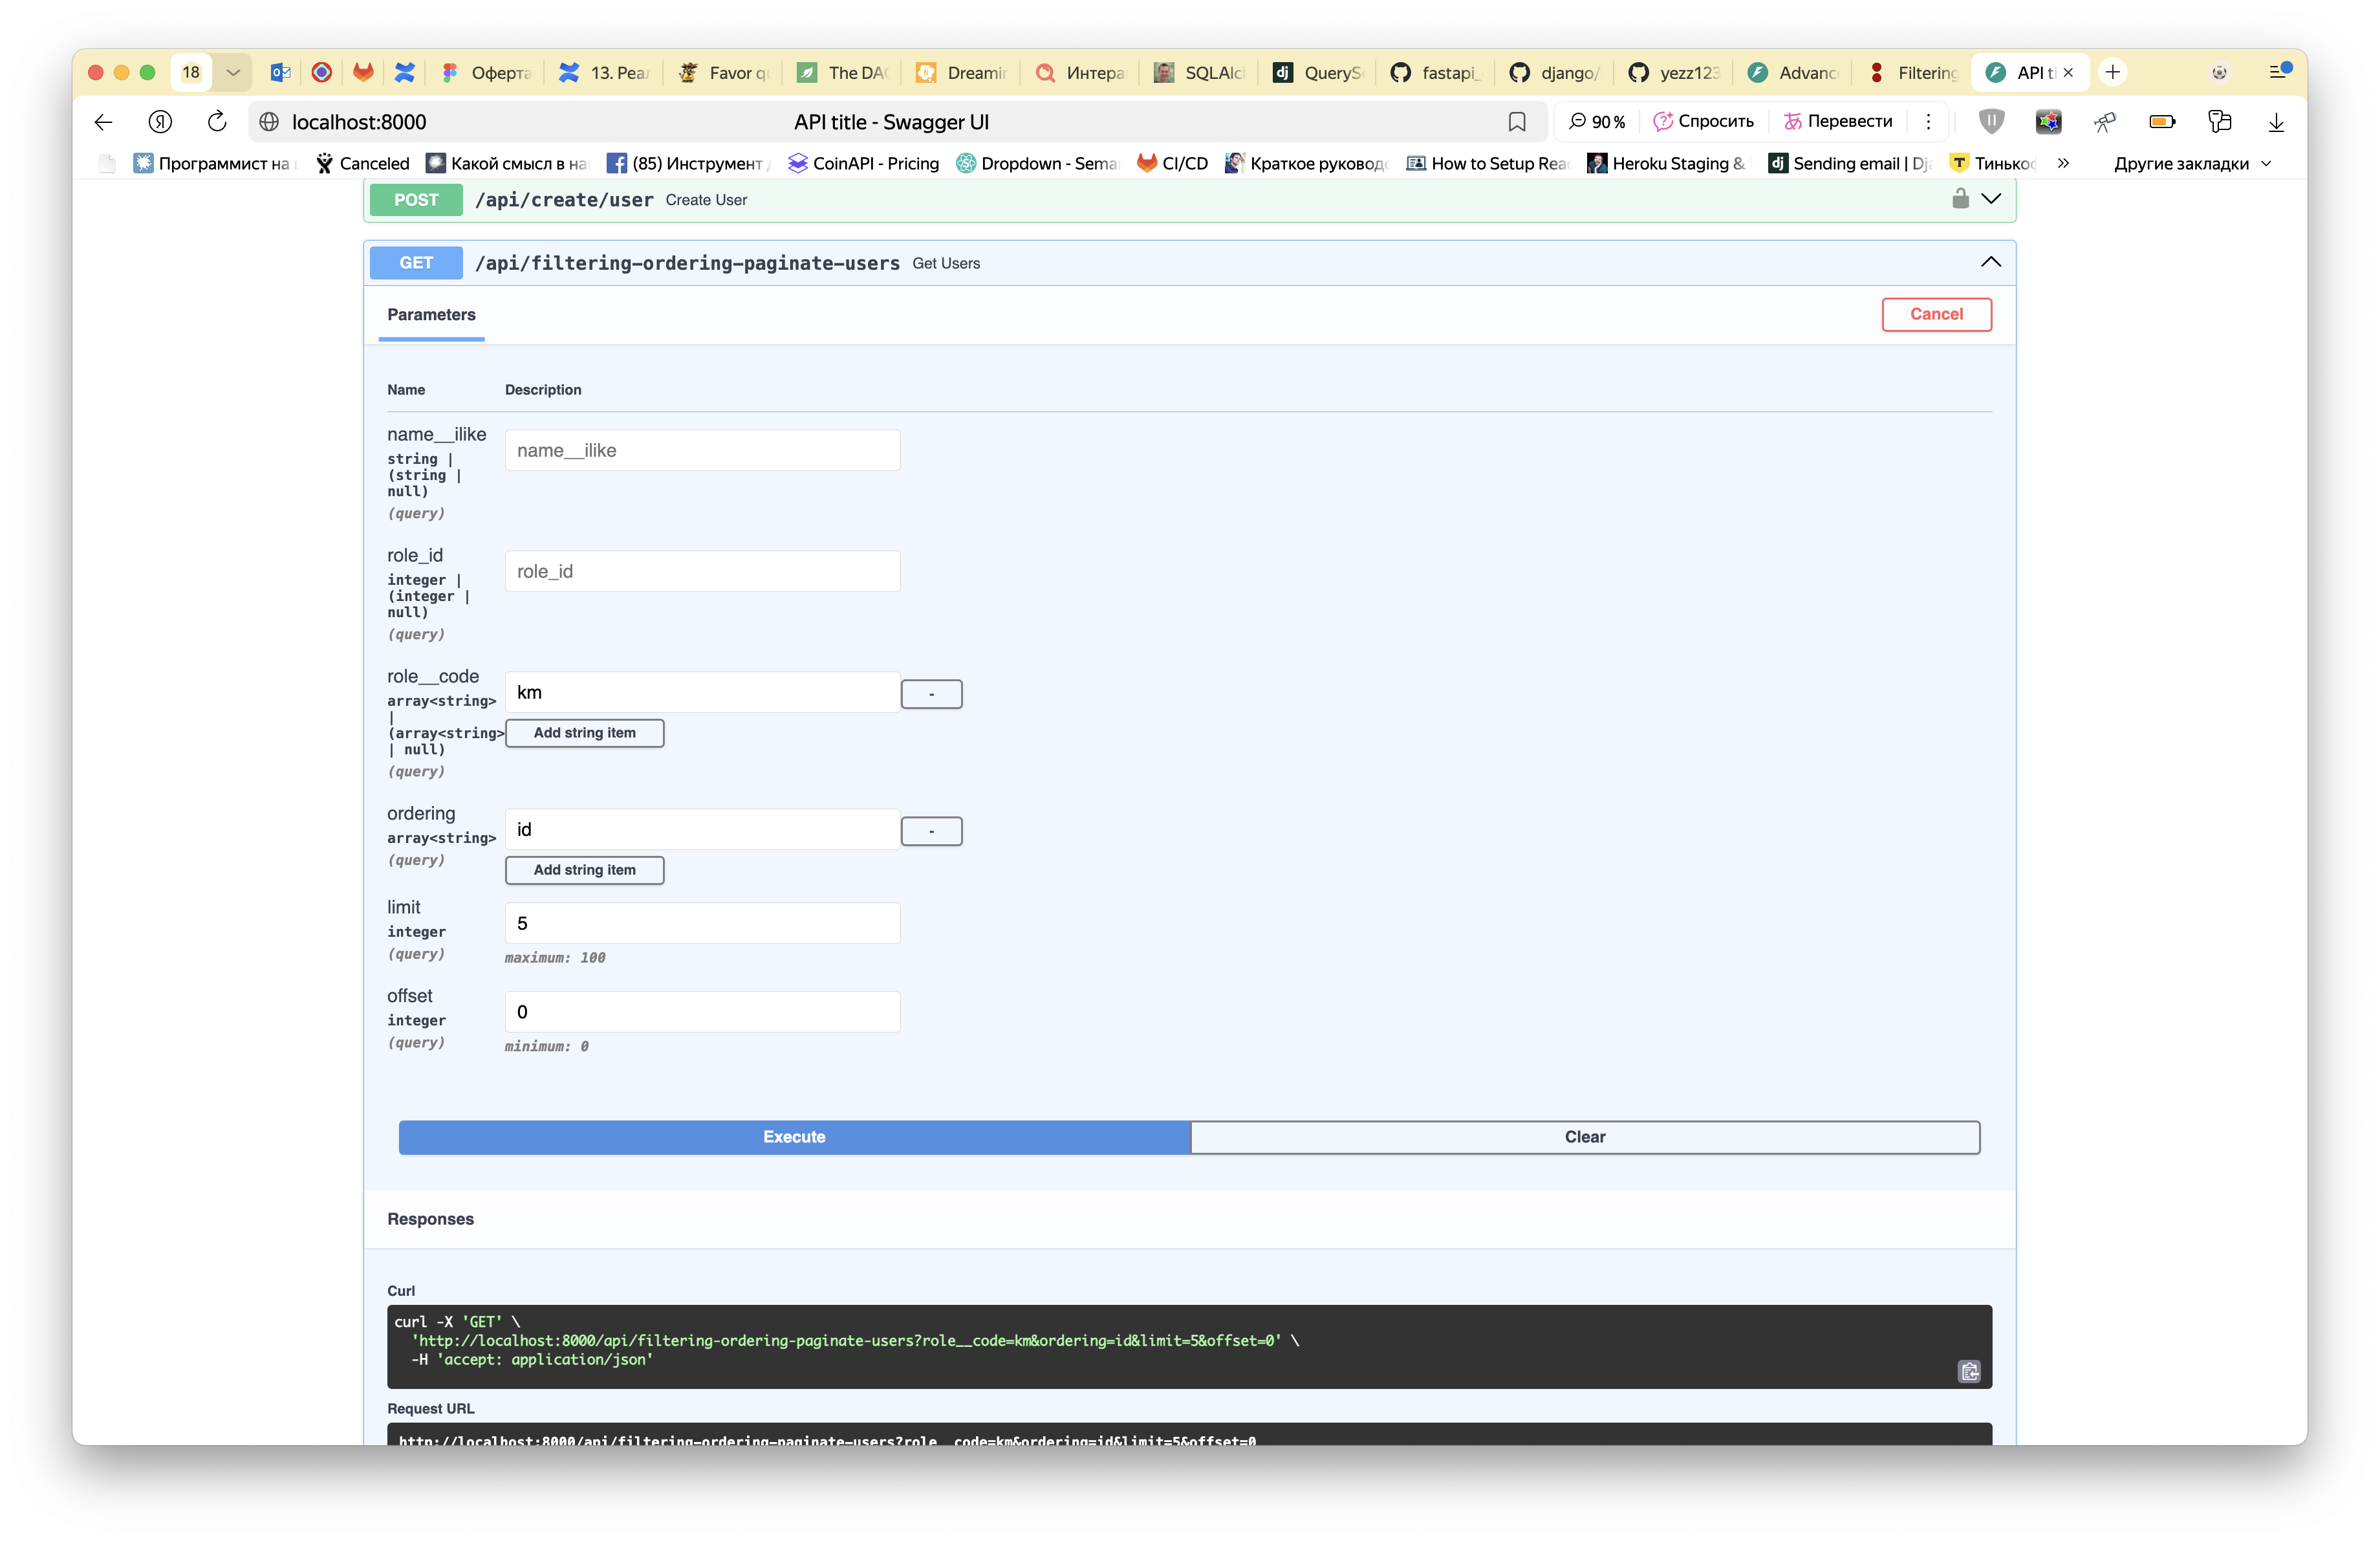 18
Оферта
13. Реа
Favor q
The DA
Dreamin
Интера
SQLAlc
QueryS
fastapi_
django/
yezz123
Advanc
Filtering
API ti
localhost:8000
API title - Swagger UI
90 %
Спросить
Перевести
Программист на
Canceled
Какой смысл в на
(85) Инструмент
CoinAPI - Pricing
Dropdown - Sema
CI/CD
Краткое руковод
How to Setup Rea
Heroku Staging &
Sending email | Dj
Тинько
Другие закладки
POST /api/create/user Create User
GET /api/filtering-ordering-paginate-users Get Users
Parameters
Cancel
Name Description
name__ilike
string |
(string |
null)
(query)
name__ilike
role_id
integer |
(integer |
null)
(query)
role_id
role__code
array<string>
|
(array<string>
| null)
(query)
km
-
Add string item
ordering
array<string>
(query)
id
-
Add string item
limit
integer
(query)
5
maximum: 100
offset
integer
(query)
0
minimum: 0
Execute
Clear
Responses
Curl
curl -X 'GET' \
'http://localhost:8000/api/filtering-ordering-paginate-users?role__code=km&ordering=id&limit=5&offset=0' \
-H 'accept: application/json'
Request URL
http://localhost:8000/api/filtering-ordering-paginate-users?role__code=km&ordering=id&limit=5&offset=0